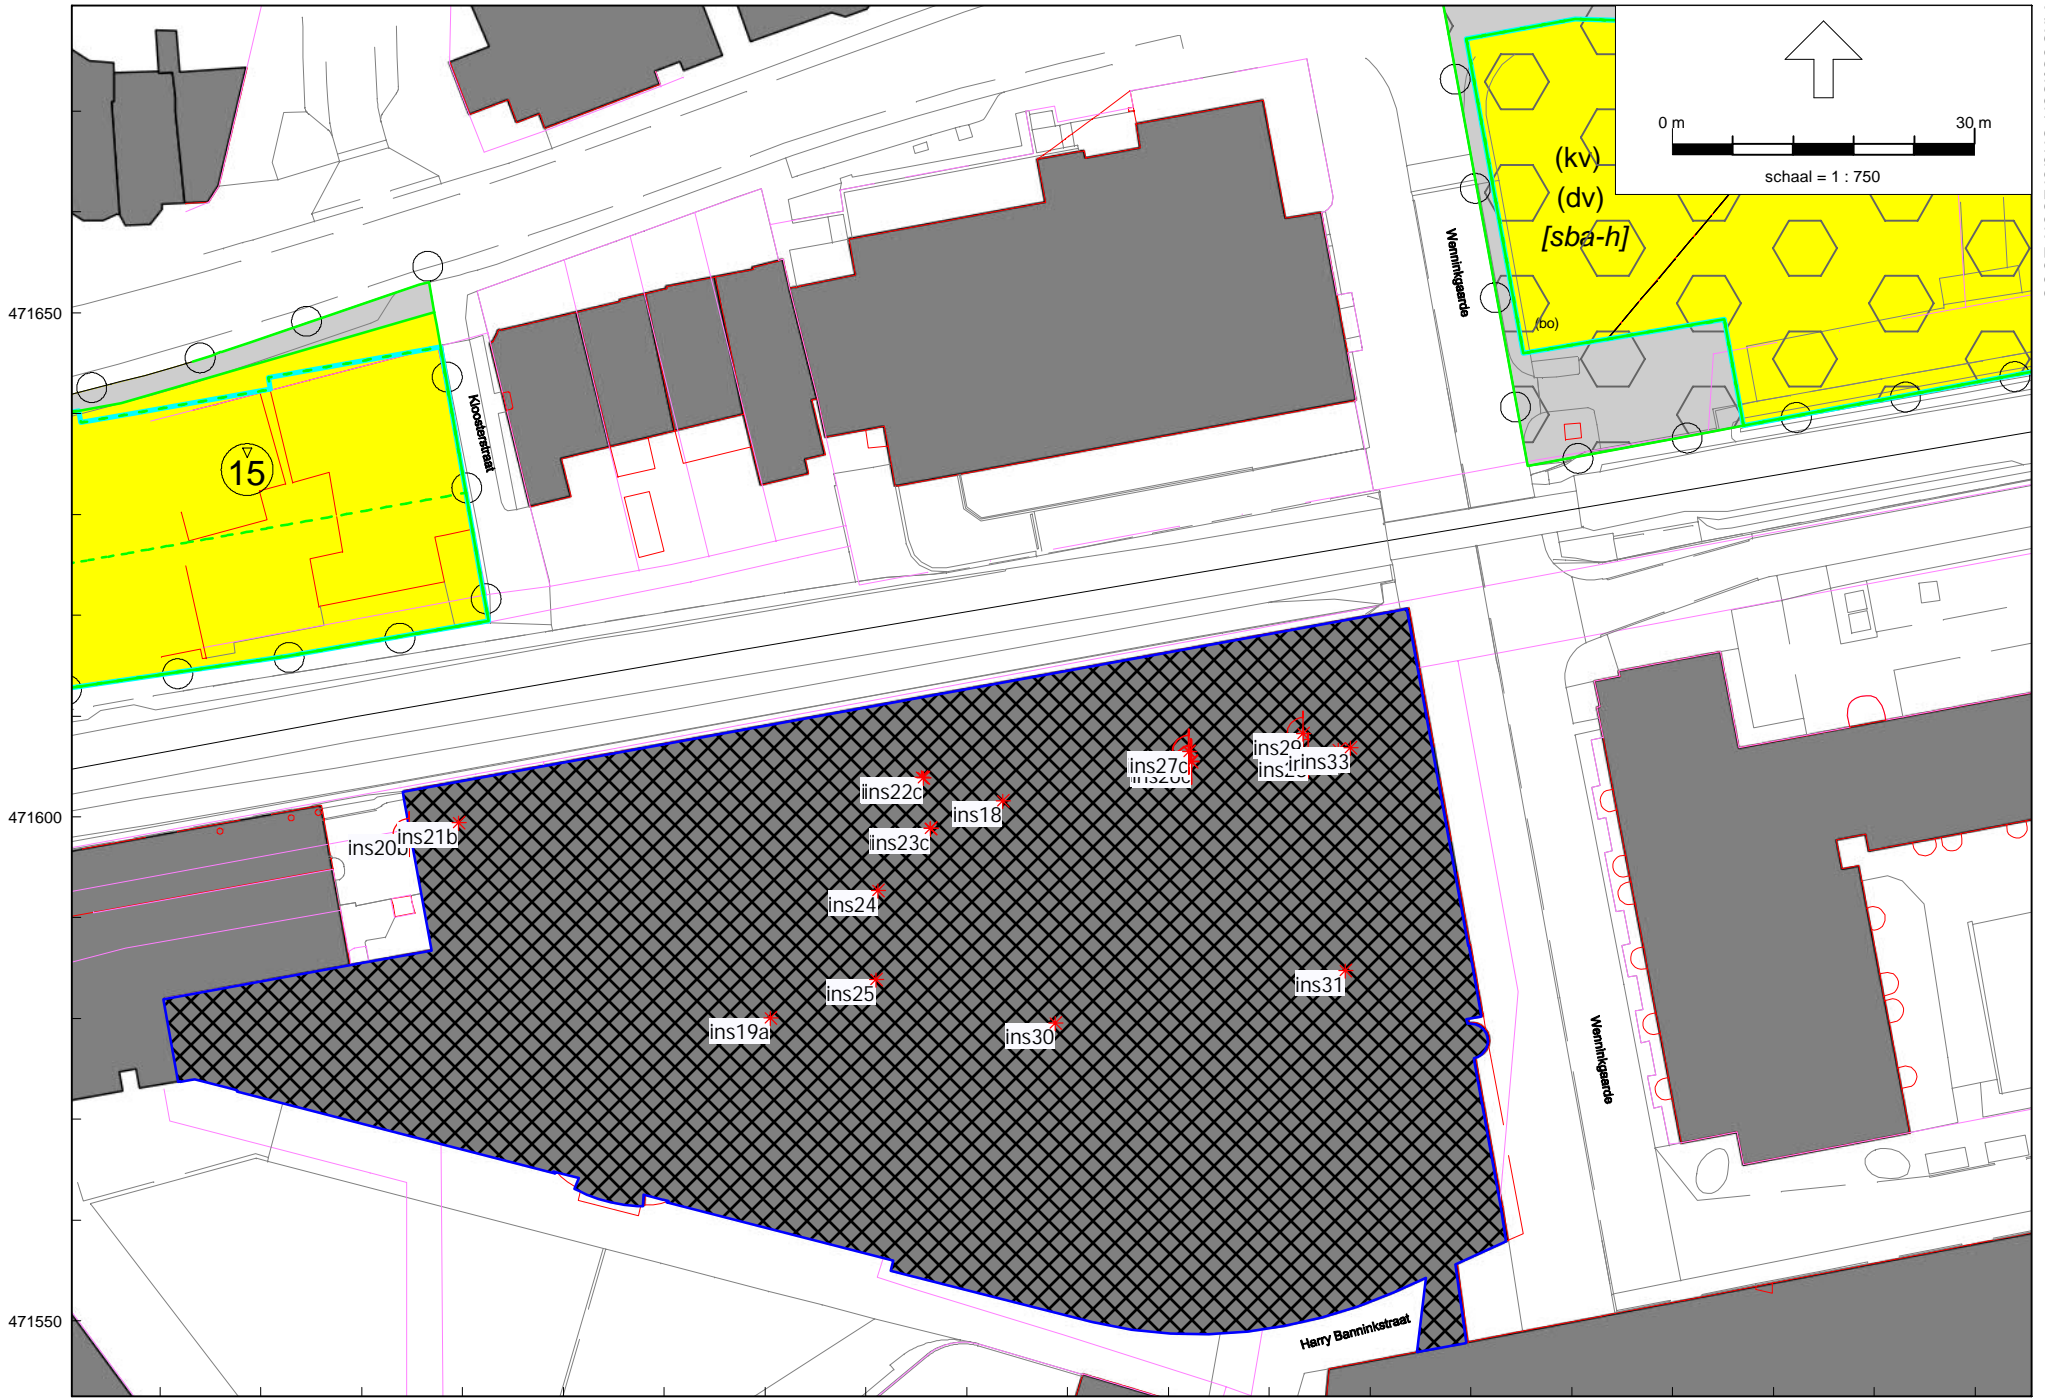 0 m 30 m
schaal = 1 : 750
(kv)
(dv)
[sba-h]
Wenninkgaarde
(bo)
471650
Kloosterstraat
15
ins29
ins27c
ins33
ins22c
ins18
471600
ins20b
ins21b
ins23c
ins24
ins31
ins25
ins19a
ins30
Wenninkgaarde
471550
Harry Banninkstraat